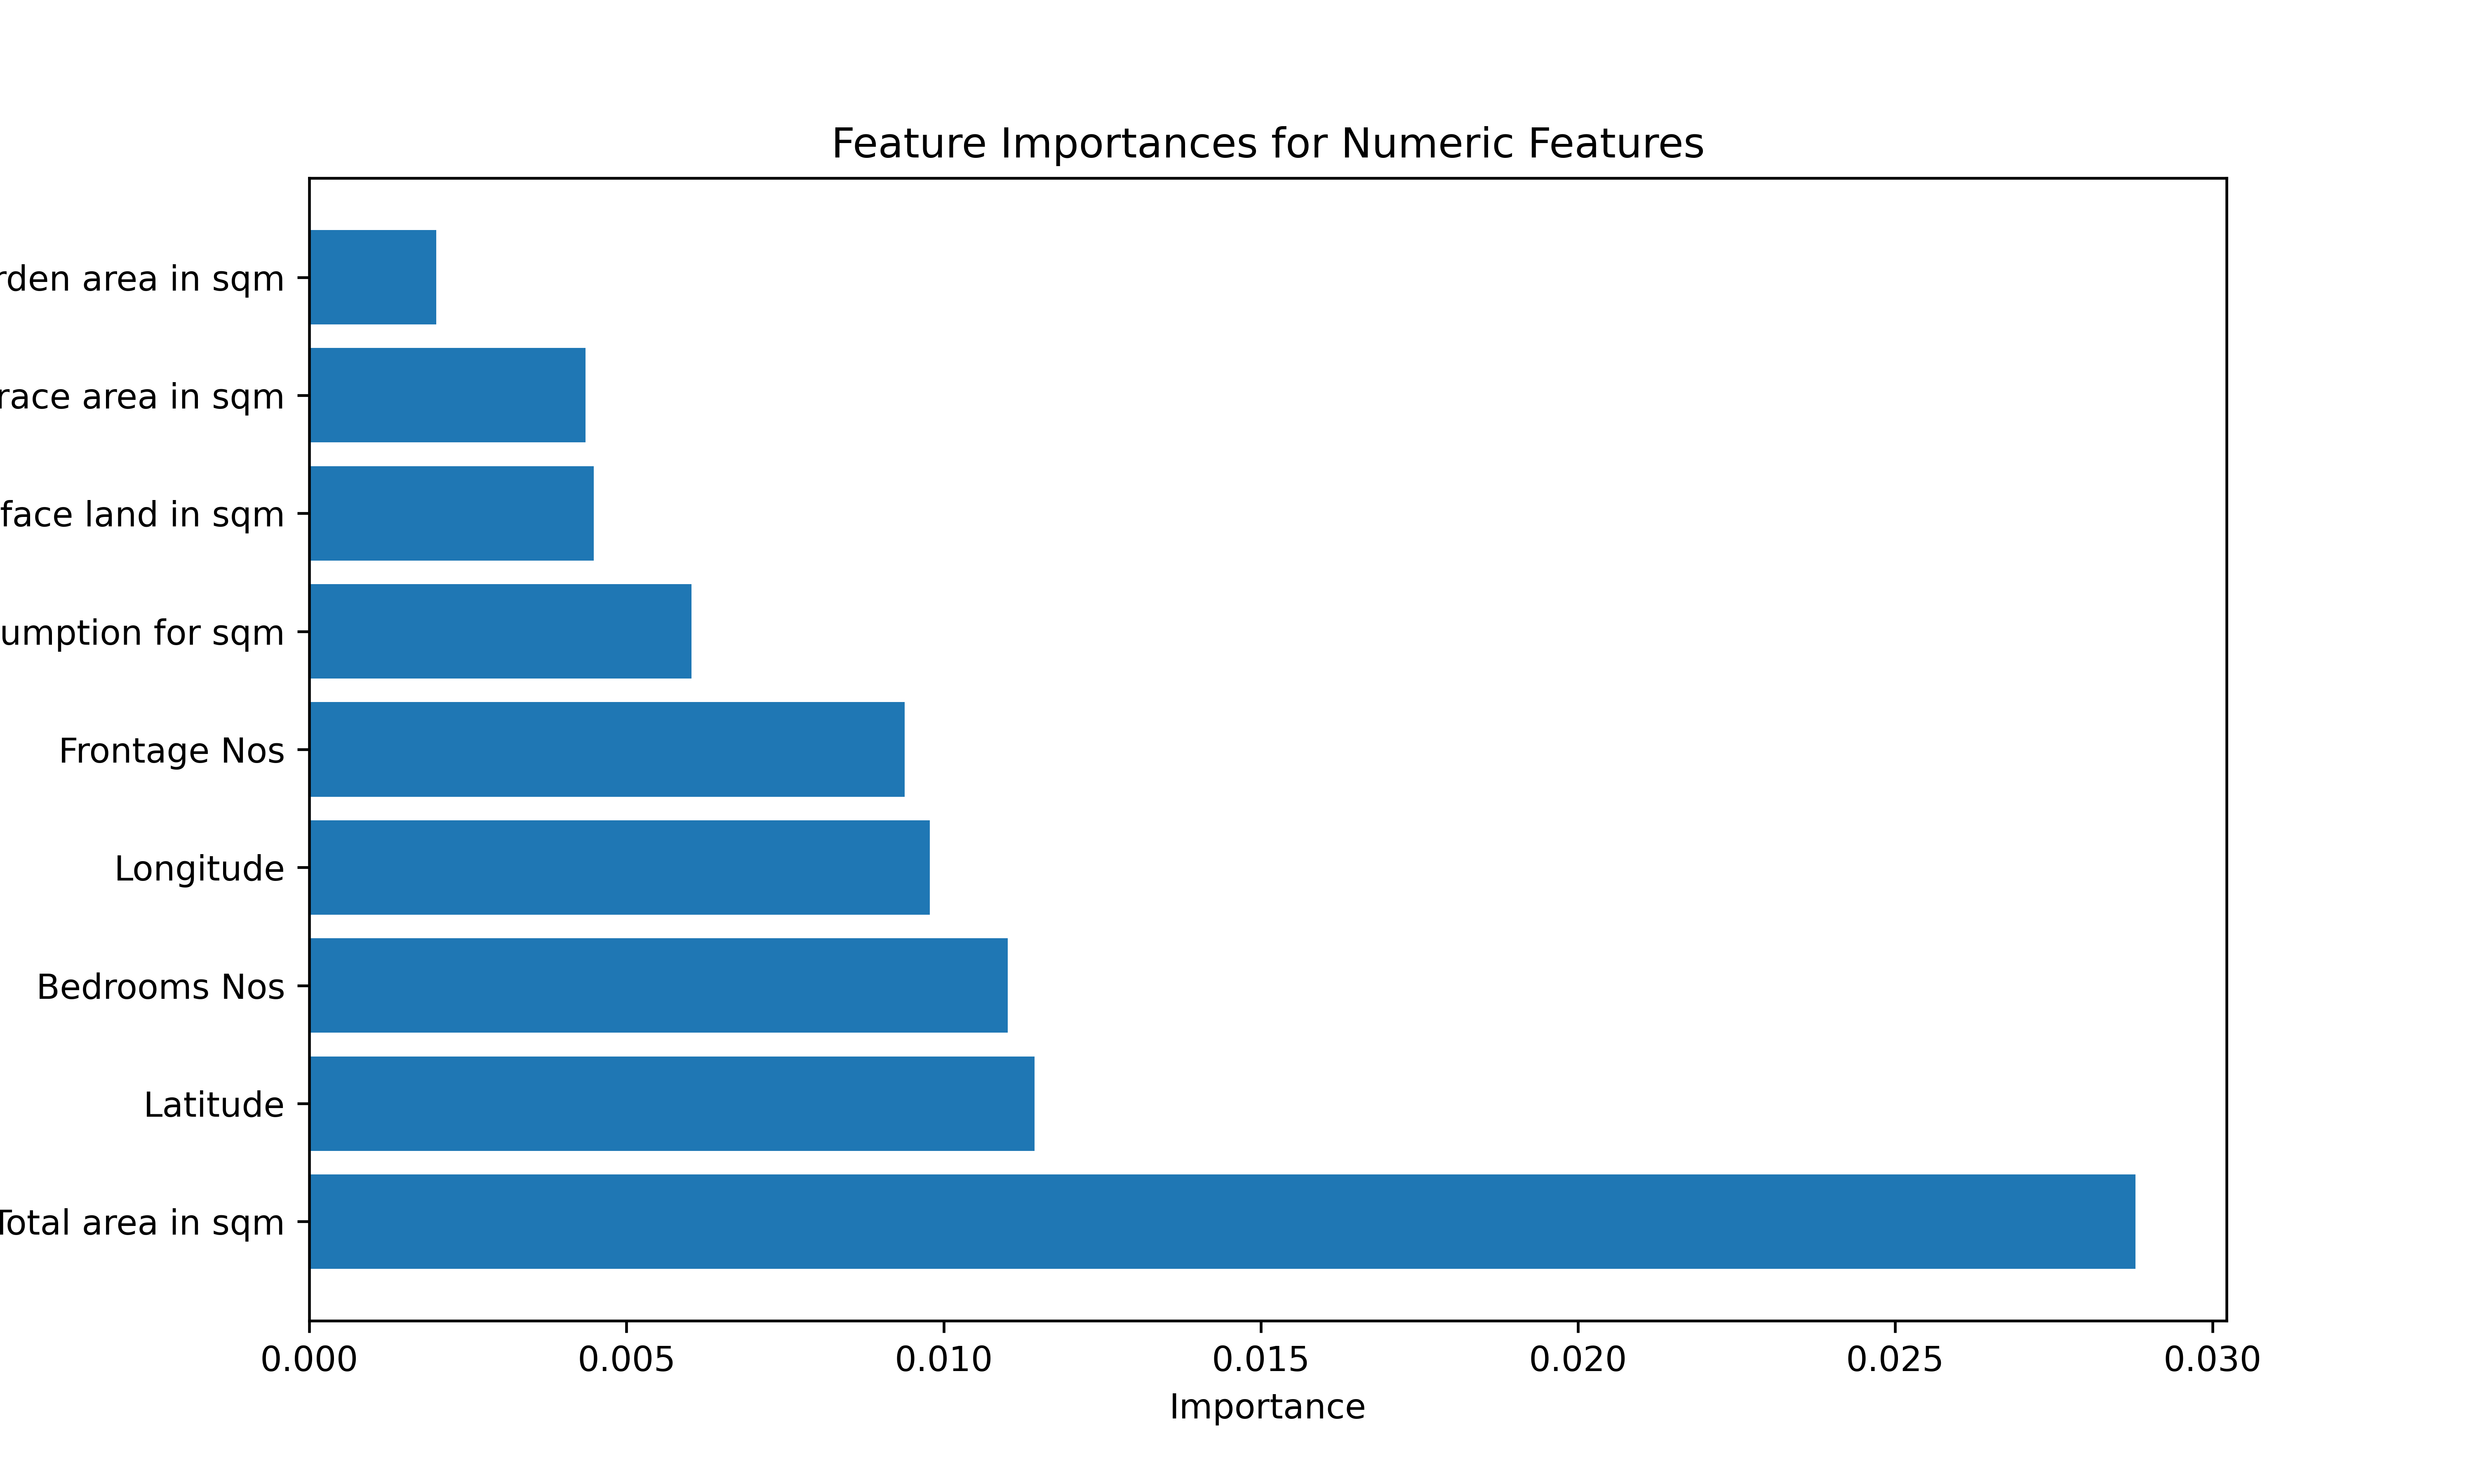 Feature Importances for Numeric Features
rden area in sqm
race area in sqm
face land in sqm
umption for sqm
Frontage Nos
Longitude
Bedrooms Nos
Latitude
Total area in sqm
0.000 0.005 0.010 0.015 0.020 0.025 0.030
Importance